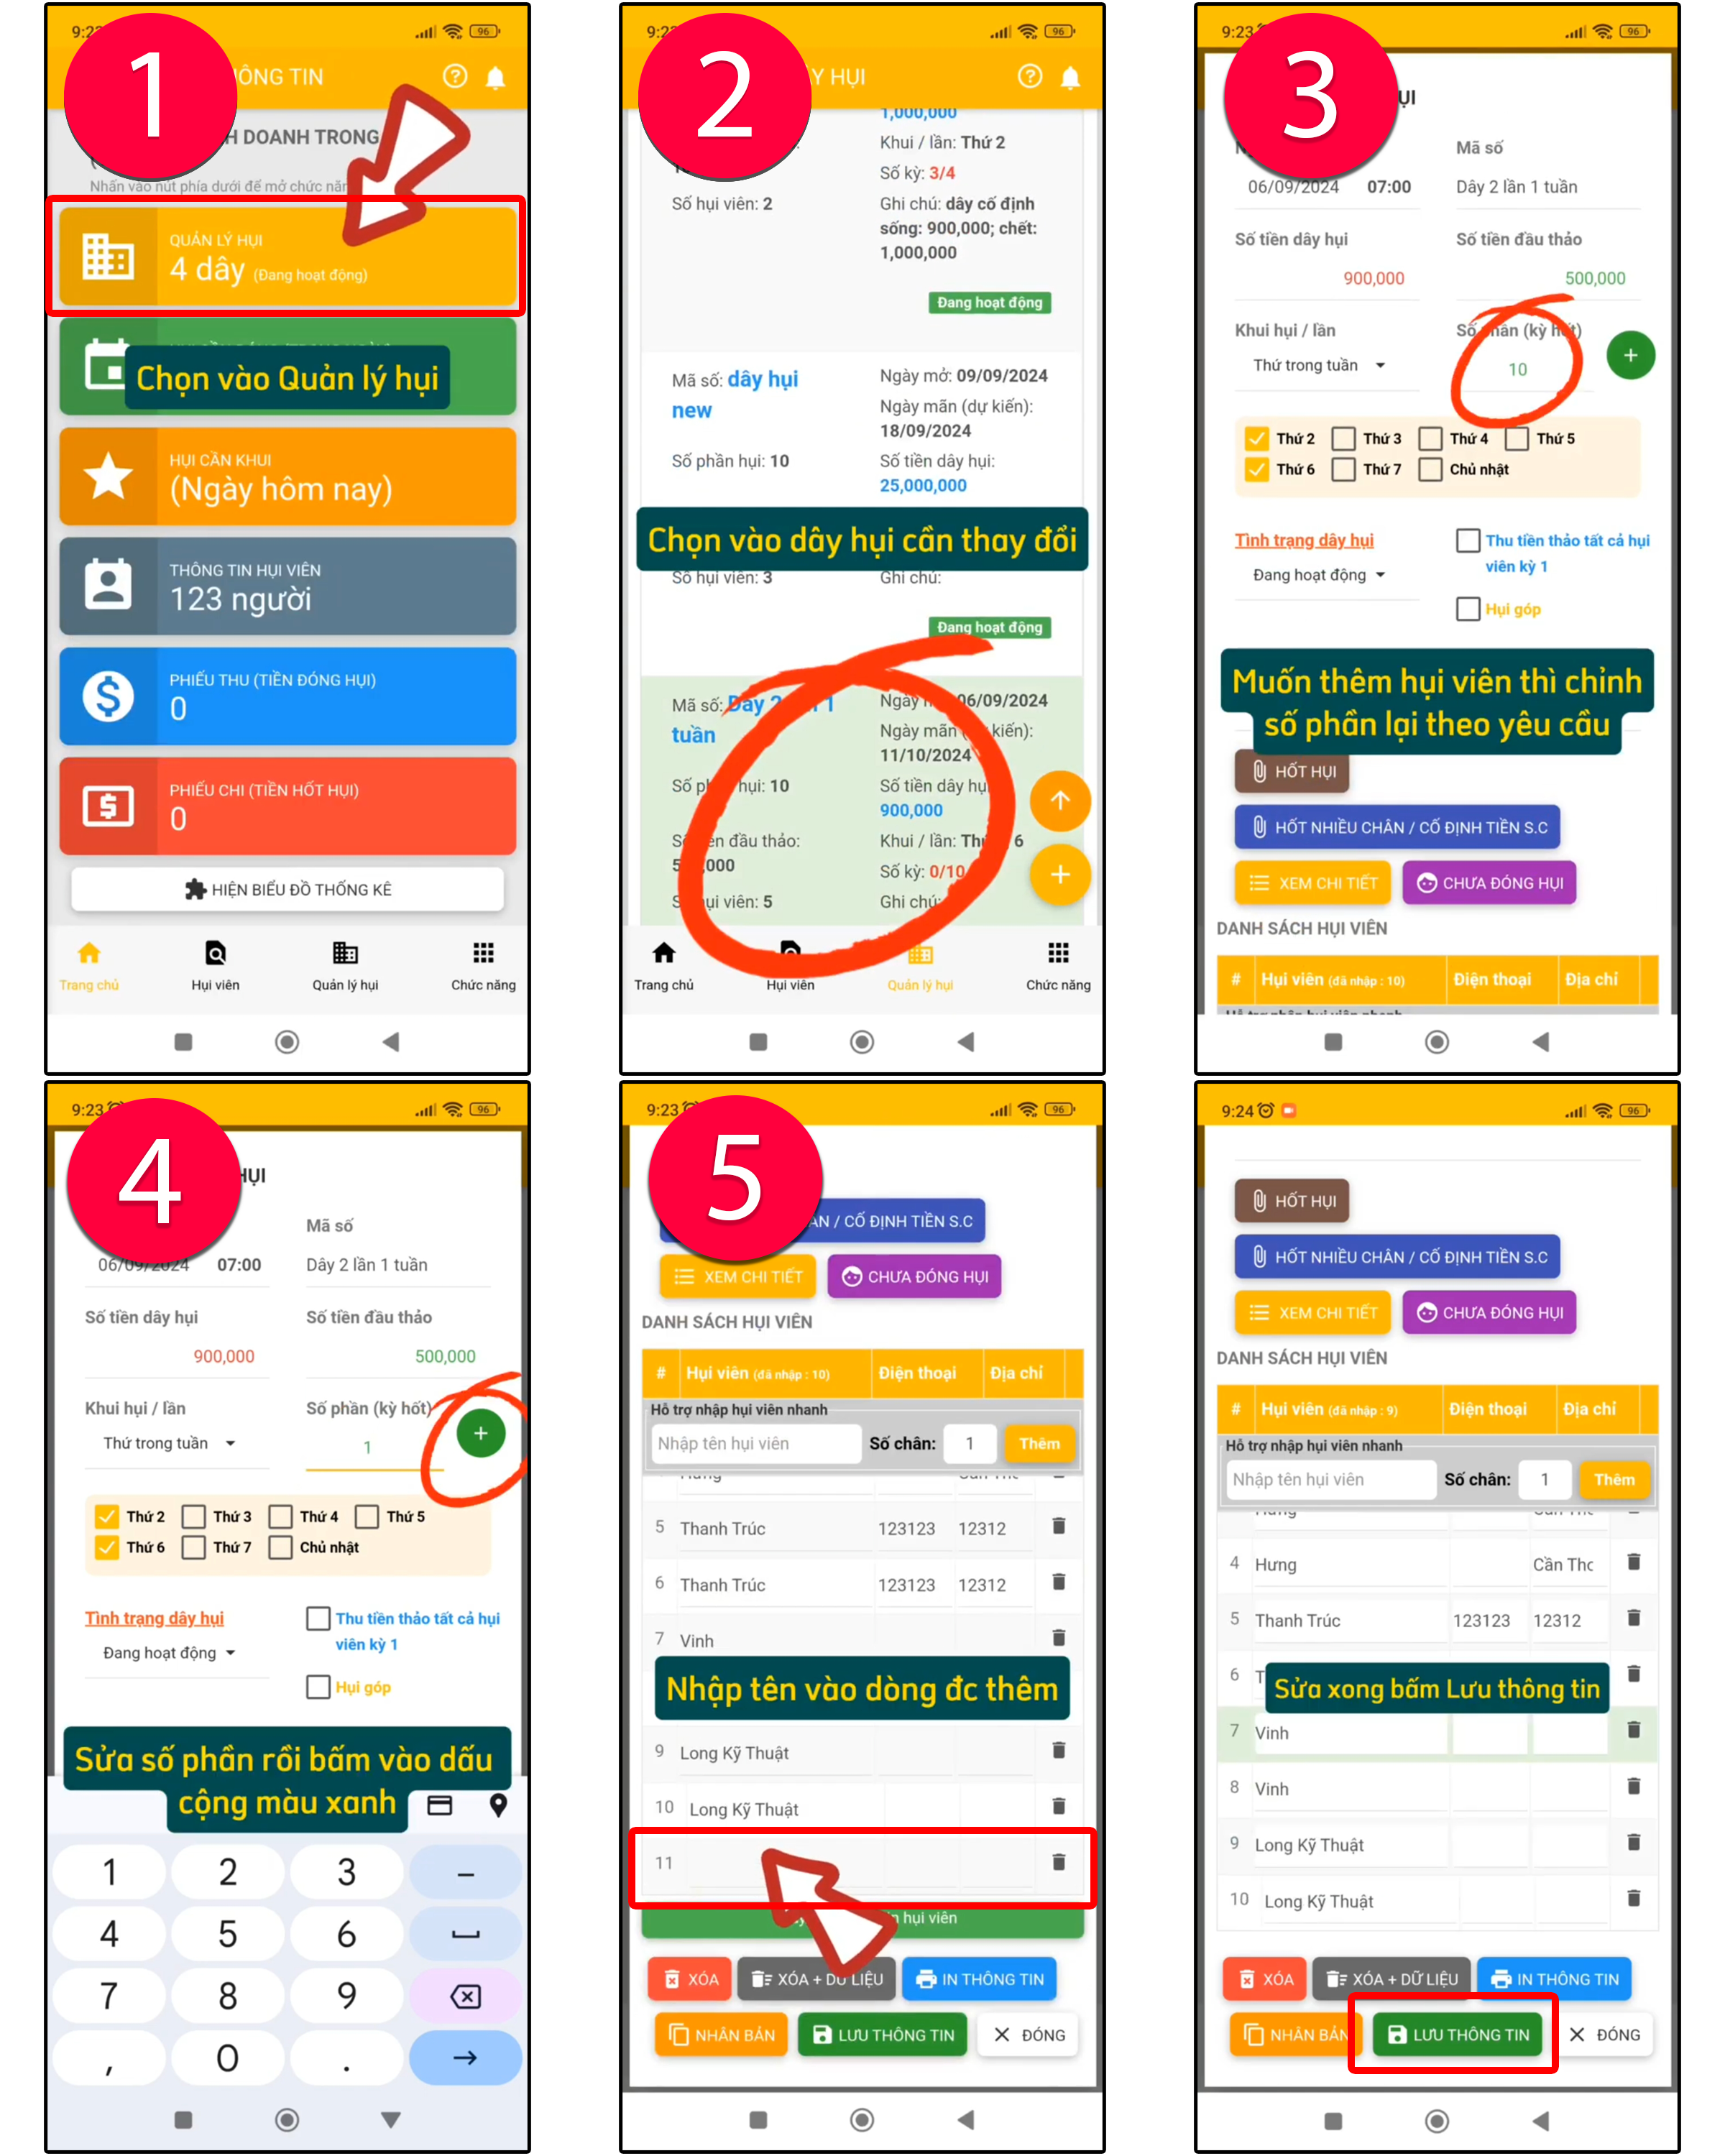 1
9:2
96
ÔNG TIN
H DOANH TRONG
Nhấn vào nút phía dưới để mở chức năn
QUẢN LÝ HỤI
4 dây (Đang hoạt động)
Chọn vào Quản lý hụi
HỤI CẦN KHUI
(Ngày hôm nay)
THÔNG TIN HỤI VIÊN
123 người
PHIẾU THU (TIỀN ĐÓNG HỤI)
0
PHIẾU CHI (TIỀN HỐT HỤI)
0
HIỆN BIỂU ĐỒ THỐNG KÊ
Trang chủ Hụi viên Quản lý hụi Chức năng
2
9:2
96
Y HỤI
1,000,000
Khui / lần: Thứ 2
Số kỳ: 3/4
Số hụi viên: 2
Ghi chú: dây cố định
sống: 900,000; chết:
1,000,000
Đang hoạt động
Mã số: dây hụi
new
Ngày mở: 09/09/2024
Ngày mãn (dự kiến):
18/09/2024
Số phần hụi: 10
Số tiền dây hụi:
25,000,000
Chọn vào dây hụi cần thay đổi
Số hụi viên: 3
Ghi chú:
Đang hoạt động
Mã số:
tuần
06/09/2024
Ngày mãn kiến):
11/10/2024
hụi: 10
Số tiền dây hụ
900,000
ền đầu thảo:
Khui / lần: 6
Số kỳ: 0/10
ụi viên: 5
Ghi chú:
Trang chủ Hụi viên Quản lý hụi Chức năng
3
9:23
96
ỤI
Mã số
06/09/2024 07:00
Dây 2 lần 1 tuần
Số tiền dây hụi
Số tiền đầu thảo
900,000
500,000
Khui hụi / lần
Số phần (kỳ hốt)
Thứ trong tuần
10
+
Thứ 2 Thứ 3 Thứ 4 Thứ 5
Thứ 6 Thứ 7 Chủ nhật
Tình trạng dây hụi
Thu tiền thảo tất cả hụi
viên kỳ 1
Đang hoạt động
Hụi góp
Muốn thêm hụi viên thì chỉnh
số phần lại theo yêu cầu
HỐT HỤI
HỐT NHIỀU CHÂN / CỐ ĐỊNH TIỀN S.C
XEM CHI TIẾT
CHƯA ĐÓNG HỤI
DANH SÁCH HỤI VIÊN
# Hụi viên (đã nhập : 10) Điện thoại Địa chỉ
4
9:23
96
HỤI
Mã số
06/09/2024 07:00
Dây 2 lần 1 tuần
Số tiền dây hụi
Số tiền đầu thảo
900,000
500,000
Khui hụi / lần
Số phần (kỳ hốt)
Thứ trong tuần
1
+
Thứ 2 Thứ 3 Thứ 4 Thứ 5
Thứ 6 Thứ 7 Chủ nhật
Tình trạng dây hụi
Thu tiền thảo tất cả hụi
viên kỳ 1
Đang hoạt động
Hụi góp
Sửa số phần rồi bấm vào dấu
cộng màu xanh
1 2 3 –
4 5 6
7 8 9
, 0 .
5
9:23
96
ÂN / CỐ ĐỊNH TIỀN S.C
XEM CHI TIẾT
CHƯA ĐÓNG HỤI
DANH SÁCH HỤI VIÊN
# Hụi viên (đã nhập : 10) Điện thoại Địa chỉ
Hỗ trợ nhập hụi viên nhanh
Nhập tên hụi viên Số chân: 1 Thêm
5 Thanh Trúc 123123 12312
6 Thanh Trúc 123123 12312
7 Vinh
Nhập tên vào dòng đc thêm
9 Long Kỹ Thuật
10 Long Kỹ Thuật
11
hụi viên
XÓA
XÓA + DỮ LIỆU
IN THÔNG TIN
NHÂN BẢN
LƯU THÔNG TIN
ĐÓNG
9:24
96
HỐT HỤI
HỐT NHIỀU CHÂN / CỐ ĐỊNH TIỀN S.C
XEM CHI TIẾT
CHƯA ĐÓNG HỤI
DANH SÁCH HỤI VIÊN
# Hụi viên (đã nhập : 9) Điện thoại Địa chỉ
Hỗ trợ nhập hụi viên nhanh
Nhập tên hụi viên Số chân: 1 Thêm
4 Hưng Cần Thơ
5 Thanh Trúc 123123 12312
6 T
Sửa xong bấm Lưu thông tin
7 Vinh
8 Vinh
9 Long Kỹ Thuật
10 Long Kỹ Thuật
XÓA
XÓA + DỮ LIỆU
IN THÔNG TIN
NHÂN BẢN
LƯU THÔNG TIN
ĐÓNG